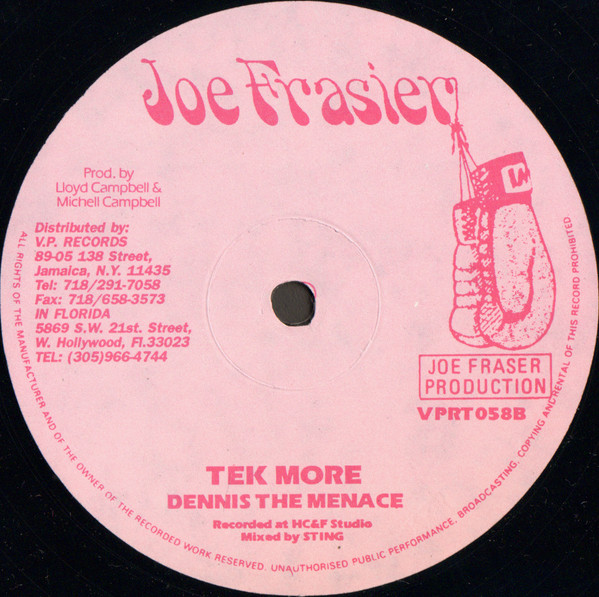 Joe Frasier
Prod. by
Lloyd Campbell &
Michell Campbell
Distributed by:
V.P. RECORDS
89-05 138 Street,
Jamaica, N.Y. 11435
Tel: 718/291-7058
Fax: 718/658-3573
IN FLORIDA
5869 S.W. 21st. Street,
W. Hollywood, Fl.33023
TEL: (305)966-4744
JOE FRASER
PRODUCTION
VPRT058B
TEK MORE
DENNIS THE MENACE
Recorded at HC&F Studio
Mixed by STING
ALL RIGHTS OF THE MANUFACTURER AND OF THE OWNER OF THE RECORDED WORK RESERVED. UNAUTHORISED PUBLIC PERFORMANCE, BROADCASTING, COPYING AND RENTAL OF THIS RECORD PROHIBITED